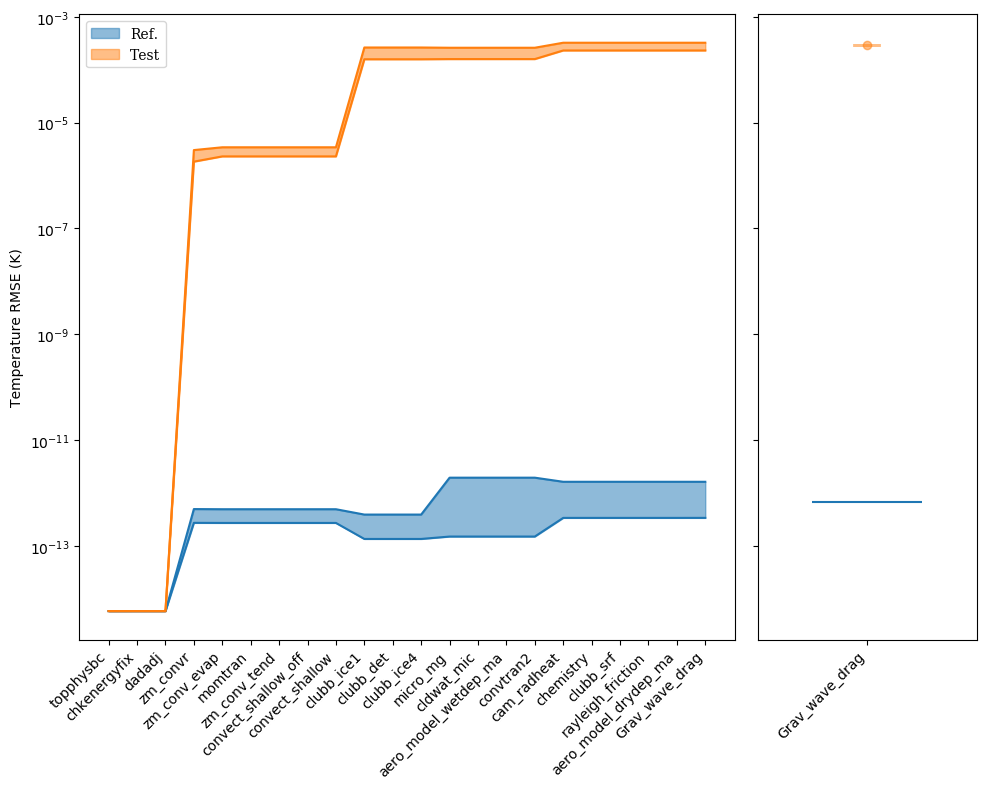 Ref.
Test
Temperature RMSE (K)
10⁻³
10⁻⁵
10⁻⁷
10⁻⁹
10⁻¹¹
10⁻¹³
topphysbc
chkenergyfix
dadadj
zm_convr
zm_conv_evap
momtran
zm_conv_tend
convect_shallow_off
convect_shallow
clubb_ice1
clubb_det
clubb_ice4
micro_mg
cldwat_mic
aero_model_wetdep_ma
convtran2
cam_radheat
chemistry
clubb_srf
rayleigh_friction
aero_model_drydep_ma
Grav_wave_drag
Grav_wave_drag